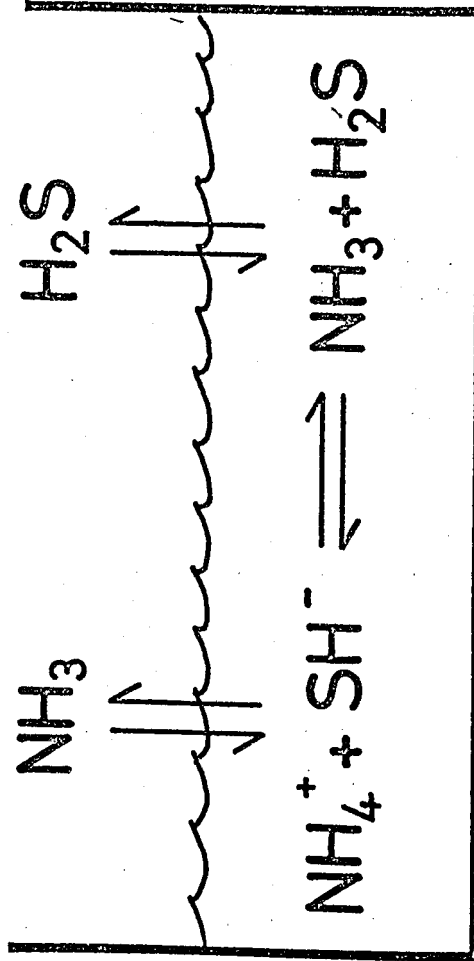 NH₃ H₂S
NH₄⁺ + SH⁻ ⇌ NH₃ + H₂S